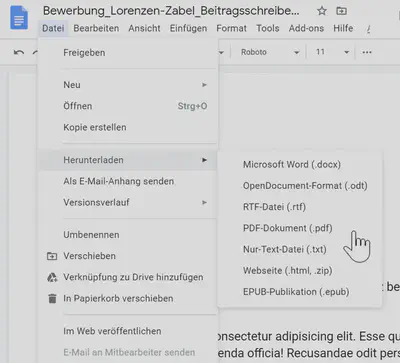 Bewerbung_Lorenzen-Zabel_Beitragsschreibe...
Datei Bearbeiten Ansicht Einfügen Format Tools Add-ons Hilfe
Roboto 11
Freigeben
Neu
Öffnen Strg+O
Kopie erstellen
Herunterladen
Als E-Mail-Anhang senden
Versionsverlauf
Umbenennen
Verschieben
Verknüpfung zu Drive hinzufügen
In Papierkorb verschieben
Im Web veröffentlichen
E-Mail an Mitbearbeiter senden
Microsoft Word (.docx)
OpenDocument-Format (.odt)
RTF-Datei (.rtf)
PDF-Dokument (.pdf)
Nur-Text-Datei (.txt)
Webseite (.html, .zip)
EPUB-Publikation (.epub)
onsectetur adipisicing elit. Esse qu
enda officia! Recusandae odit pers